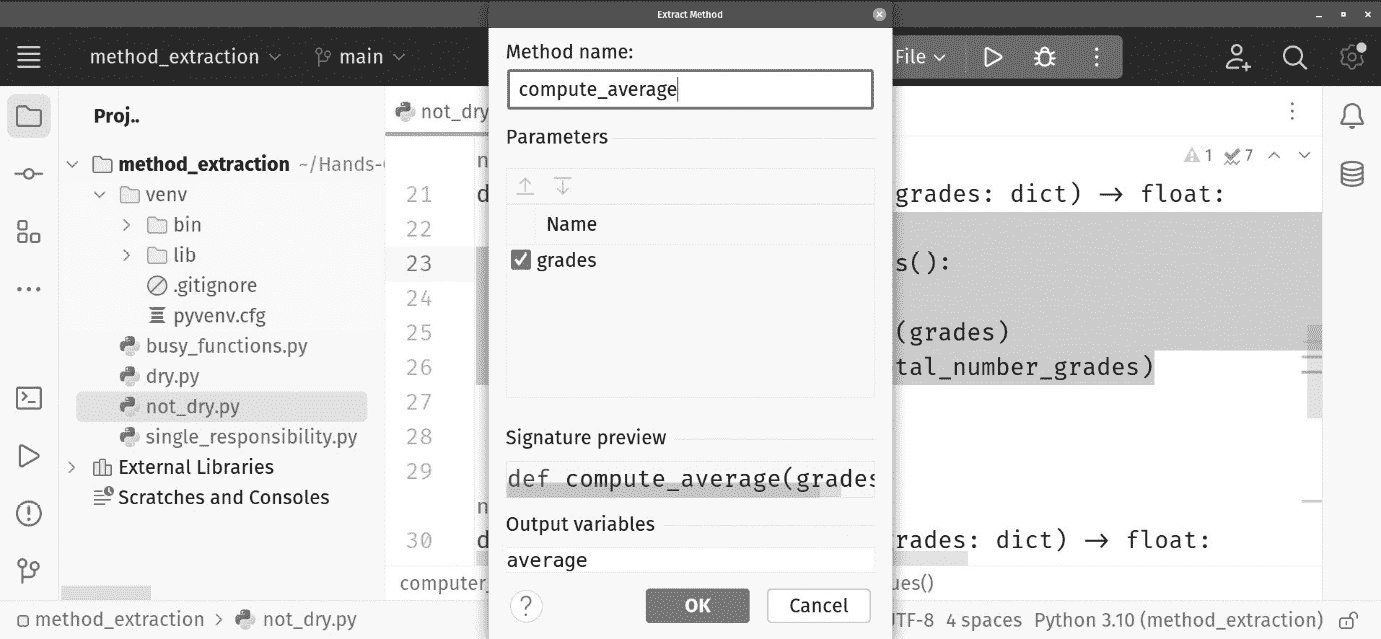 Extract Method
method_extraction
main
File
Method name:
compute_average
Parameters
Name
grades
Signature preview
def compute_average(grades
Output variables
average
OK
Cancel
?
Proj..
method_extraction ~/Hands-
venv
bin
lib
.gitignore
pyvenv.cfg
busy_functions.py
dry.py
not_dry.py
single_responsibility.py
External Libraries
Scratches and Consoles
not_dry
1 7
21 grades: dict) → float:
22
23 s():
24
25 (grades)
26 tal_number_grades)
27
28
29
30 rades: dict) → float:
computer_
ues()
method_extraction > not_dry.py
UTF-8 4 spaces Python 3.10 (method_extraction)